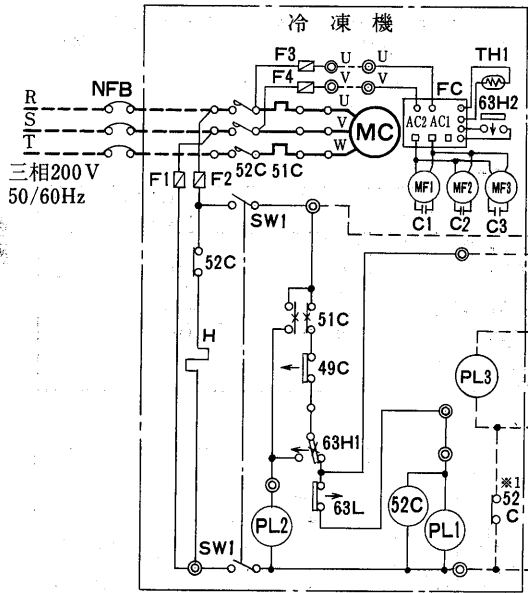 冷凍機
F3 U U TH1
F4 V V FC 63H2
NFB
R U
S V MC AC2 AC1
T W
三相200V
50/60Hz
F1 F2 52C 51C
MF1 MF2 MF3
C1 C2 C3
SW1
52C
51C
H
49C
PL3
63H1
※1
52
C
52C
63L
PL2 PL1
SW1